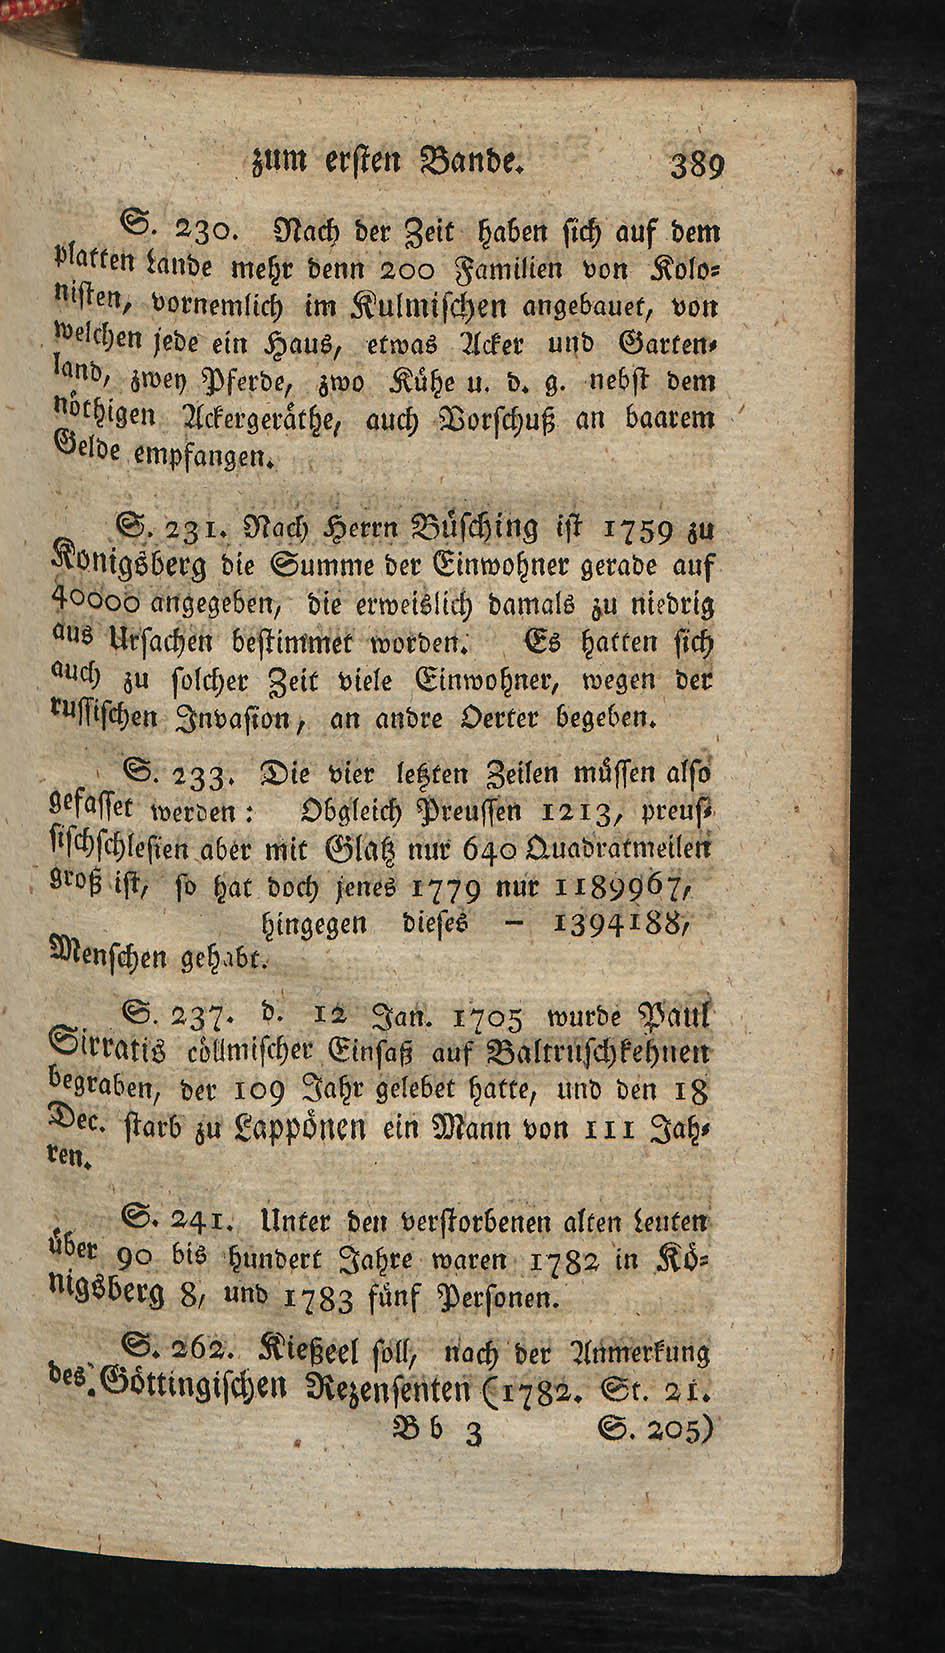 zum ersten Bande. 389
S. 230. Nach der Zeit haben sich auf dem
platten Lande mehr denn 200 Familien von Kolo-
nisten, vornemlich im Kulmischen angebauet, von
welchen jede ein Haus, etwas Acker und Garten-
land, zwey Pferde, zwo Kühe u. d. g. nebst dem
nöthigen Ackergeräthe, auch Vorschuß an baarem
Gelde empfangen.
S. 231. Nach Herrn Büsching ist 1759 zu
Königsberg die Summe der Einwohner gerade auf
40000 angegeben, die erweislich damals zu niedrig
aus Ursachen bestimmet worden. Es hatten sich
auch zu solcher Zeit viele Einwohner, wegen der
russischen Invasion, an andre Oerter begeben.
S. 233. Die vier letzten Zeilen müssen also
gefasset werden: Obgleich Preussen 1213, preus-
sischschlesien aber mit Glatz nur 640 Quadratmeilen
groß ist, so hat doch jenes 1779 nur 1189967,
hingegen dieses – 1394188,
Menschen gehabt.
S. 237. d. 12 Jan. 1705 wurde Paul
Sirratis cöllmischer Einsaß auf Baltruschkehnen
begraben, der 109 Jahr gelebet hatte, und den 18
Dec. starb zu Lappönen ein Mann von 111 Jah-
ren.
S. 241. Unter den verstorbenen alten Leuten
über 90 bis hundert Jahre waren 1782 in Kö-
nigsberg 8, und 1783 fünf Personen.
S. 262. Kießeel soll, nach der Anmerkung
des Göttingischen Rezensenten (1782. St. 21.
B b 3 S. 205)